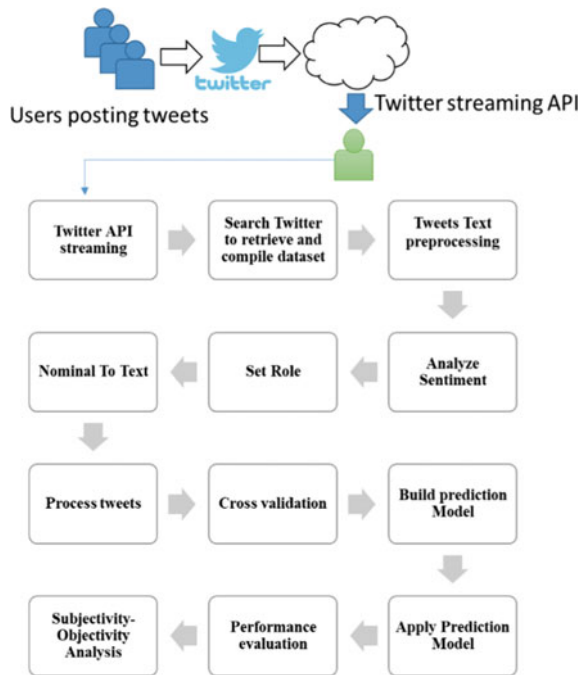 twitter
Users posting tweets
Twitter streaming API
Twitter API
streaming
Search Twitter
to retrieve and
compile dataset
Tweets Text
preprocessing
Nominal To Text
Set Role
Analyze
Sentiment
Process tweets
Cross validation
Build prediction
Model
Subjectivity-
Objectivity
Analysis
Performance
evaluation
Apply Prediction
Model